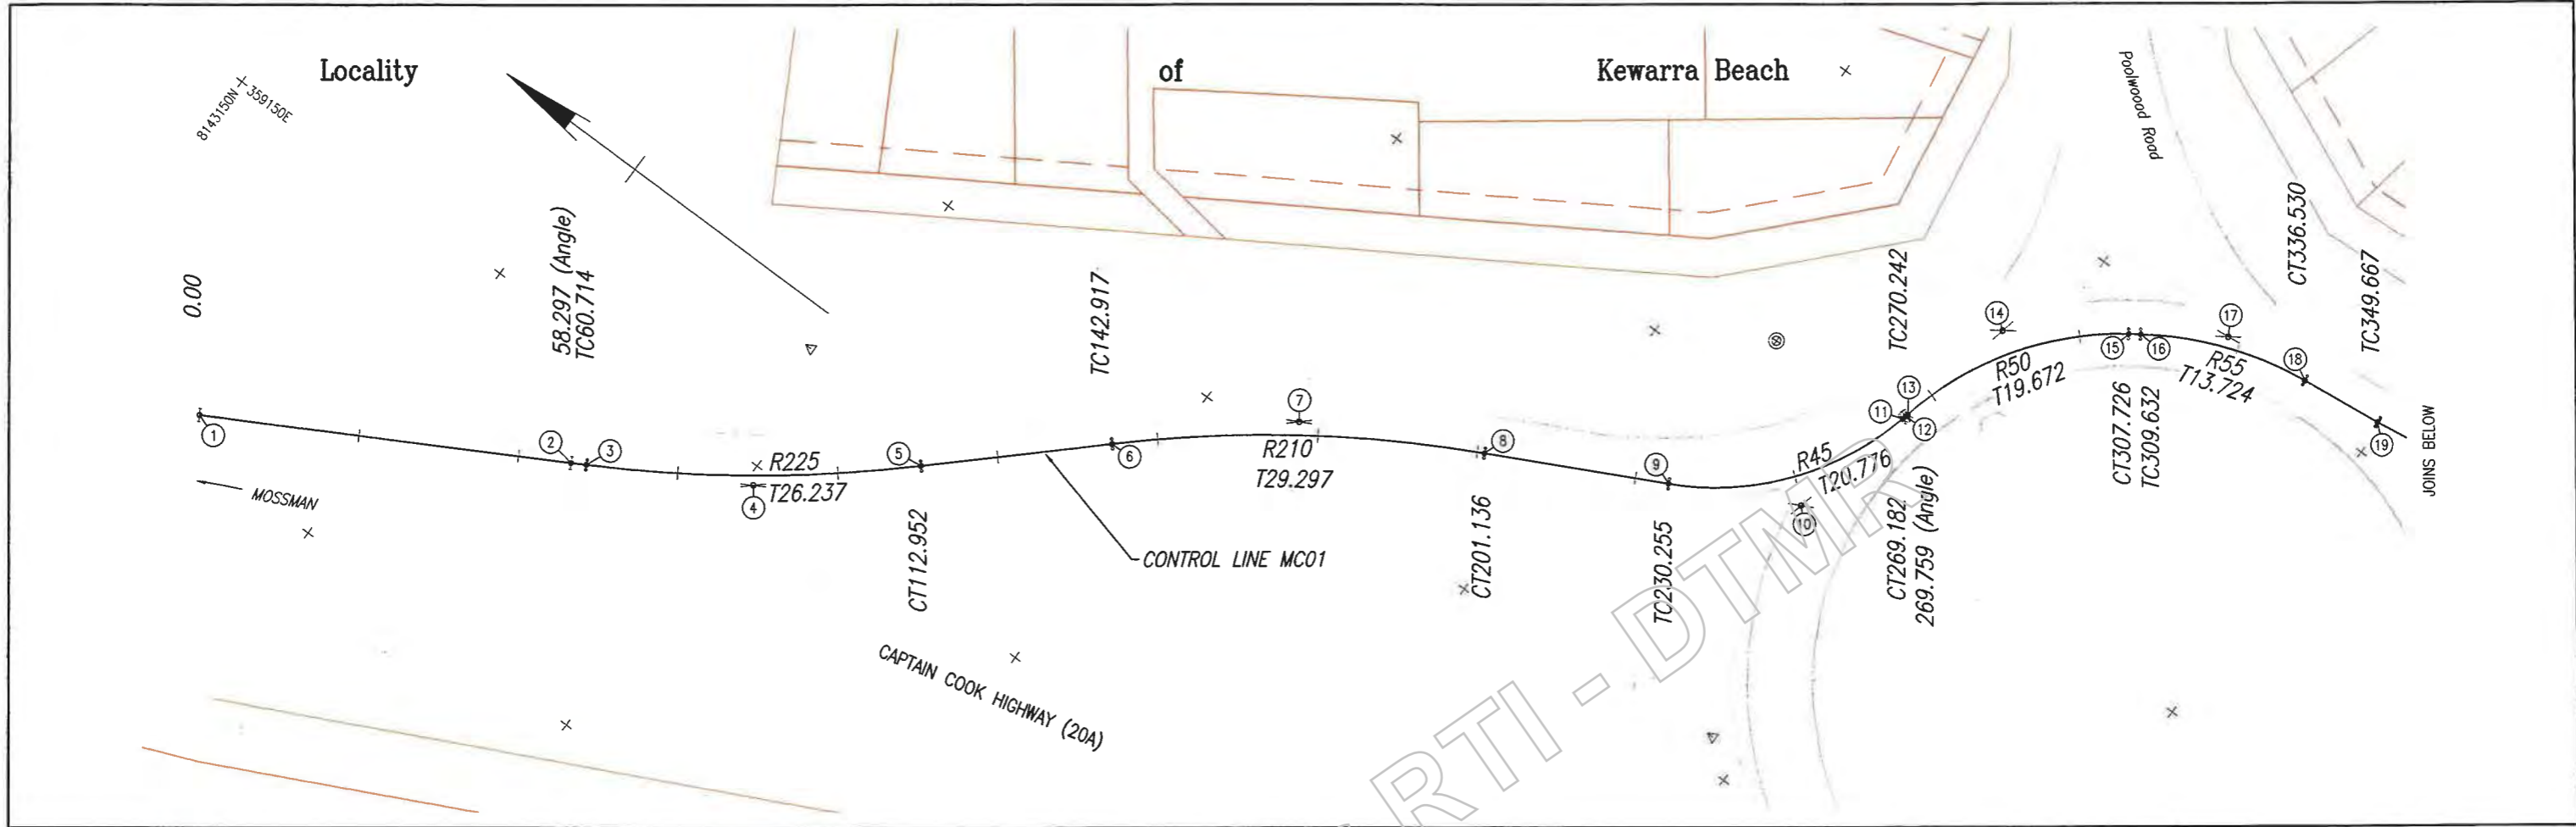 Locality of Kewarra Beach
8143150N
359150E
Poolwoood Road
0.00
58.297 (Angle)
TC60.714
TC142.917
TC270.242
CT336.530
TC349.667
1
2
3
4
5
6
7
8
9
10
11
12
13
14
15
16
17
18
19
R225
T26.237
R210
T29.297
R45
T20.776
R50
T19.672
R55
T13.724
MOSSMAN
CT112.952
CONTROL LINE MC01
CT201.136
TC230.255
CT269.182
269.759 (Angle)
CT307.726
TC309.632
JOINS BELOW
CAPTAIN COOK HIGHWAY (20A)
RTI - DTMR